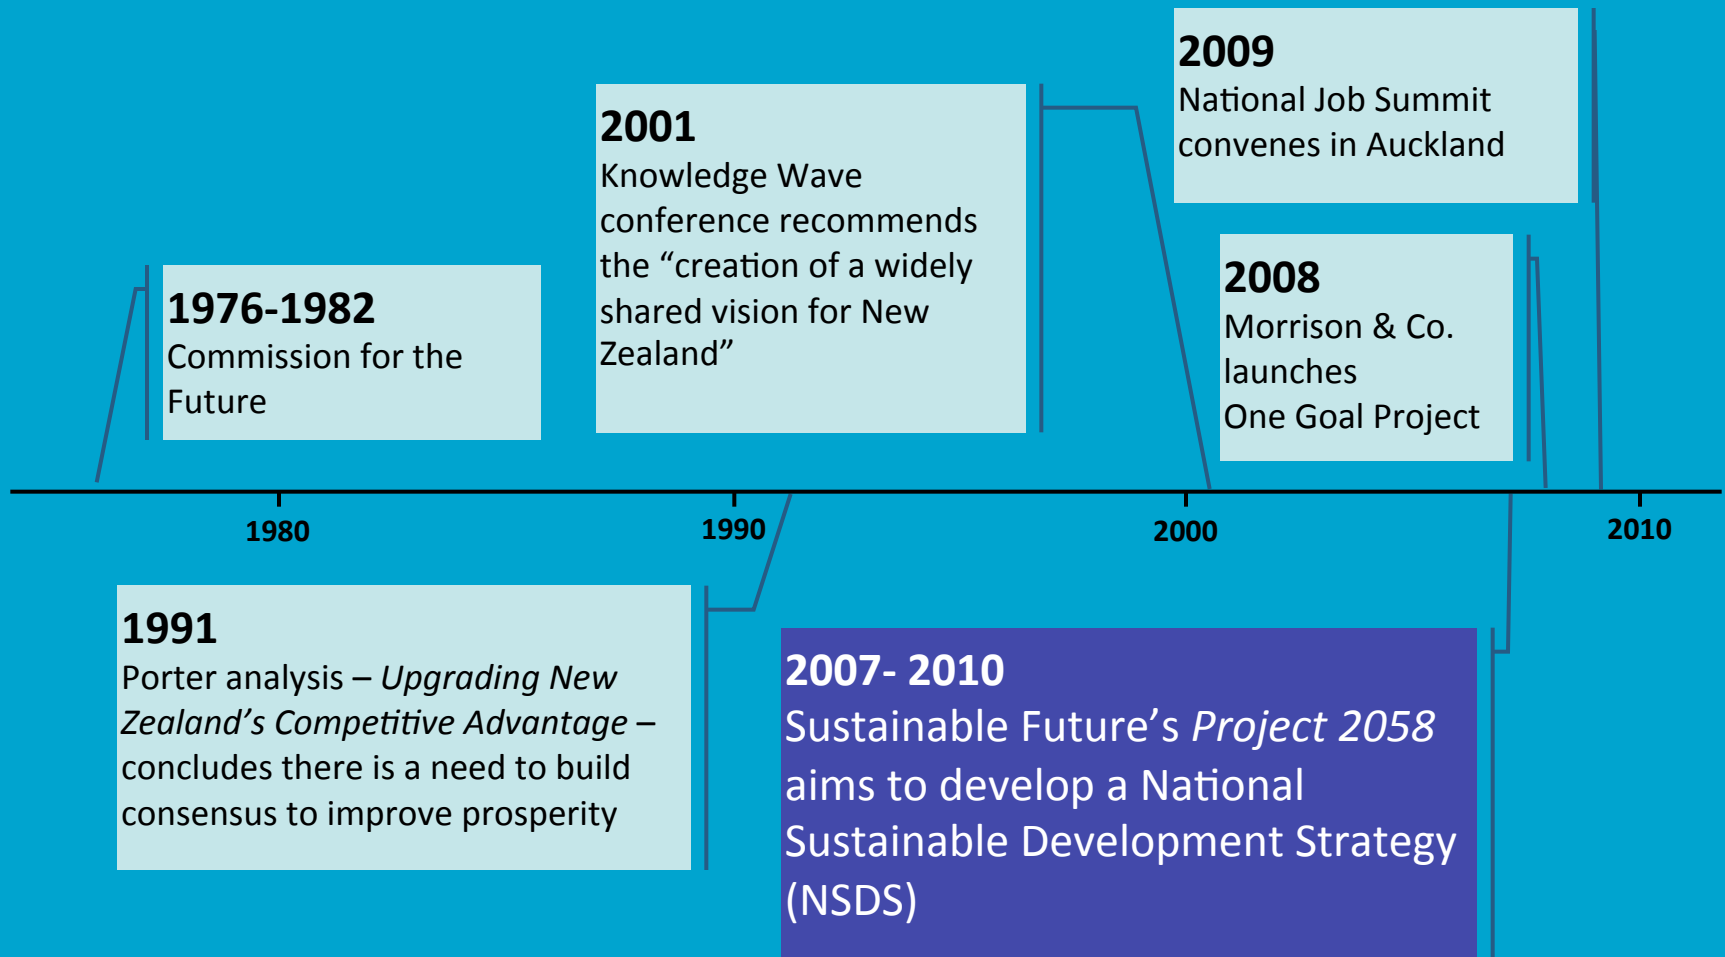 2009
National Job Summit
convenes in Auckland
2001
Knowledge Wave
conference recommends
the “creation of a widely
shared vision for New
Zealand”
2008
Morrison & Co.
launches
One Goal Project
1976-1982
Commission for the
Future
1980
1990
2000
2010
1991
Porter analysis – Upgrading New
Zealand’s Competitive Advantage –
concludes there is a need to build
consensus to improve prosperity
2007- 2010
Sustainable Future’s Project 2058
aims to develop a National
Sustainable Development Strategy
(NSDS)